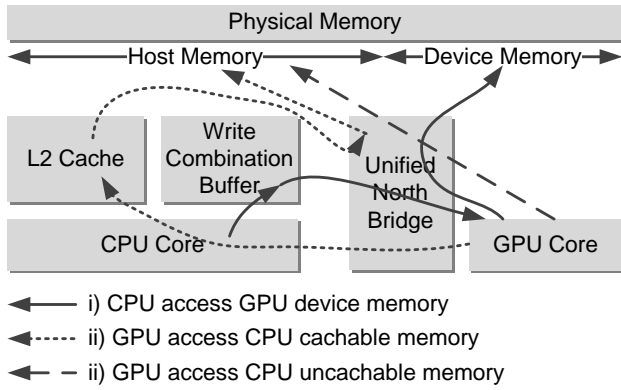 Physical Memory
Host Memory
Device Memory
L2 Cache
Write
Combination
Buffer
Unified
North
Bridge
CPU Core
GPU Core
i) CPU access GPU device memory
ii) GPU access CPU cachable memory
ii) GPU access CPU uncachable memory